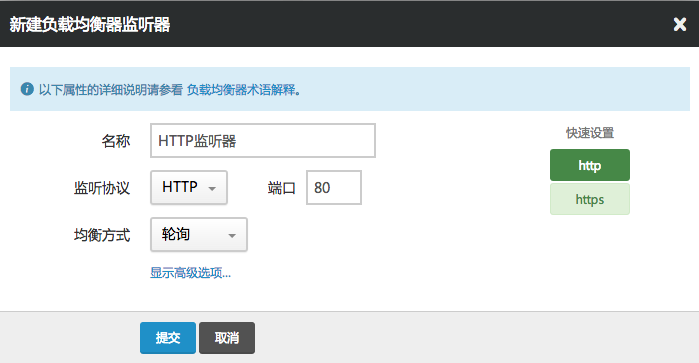 新建负载均衡器监听器
以下属性的详细说明请参看 负载均衡器术语解释。
名称 HTTP监听器
快速设置
http
监听协议 HTTP 端口 80
https
均衡方式 轮询
显示高级选项...
提交 取消